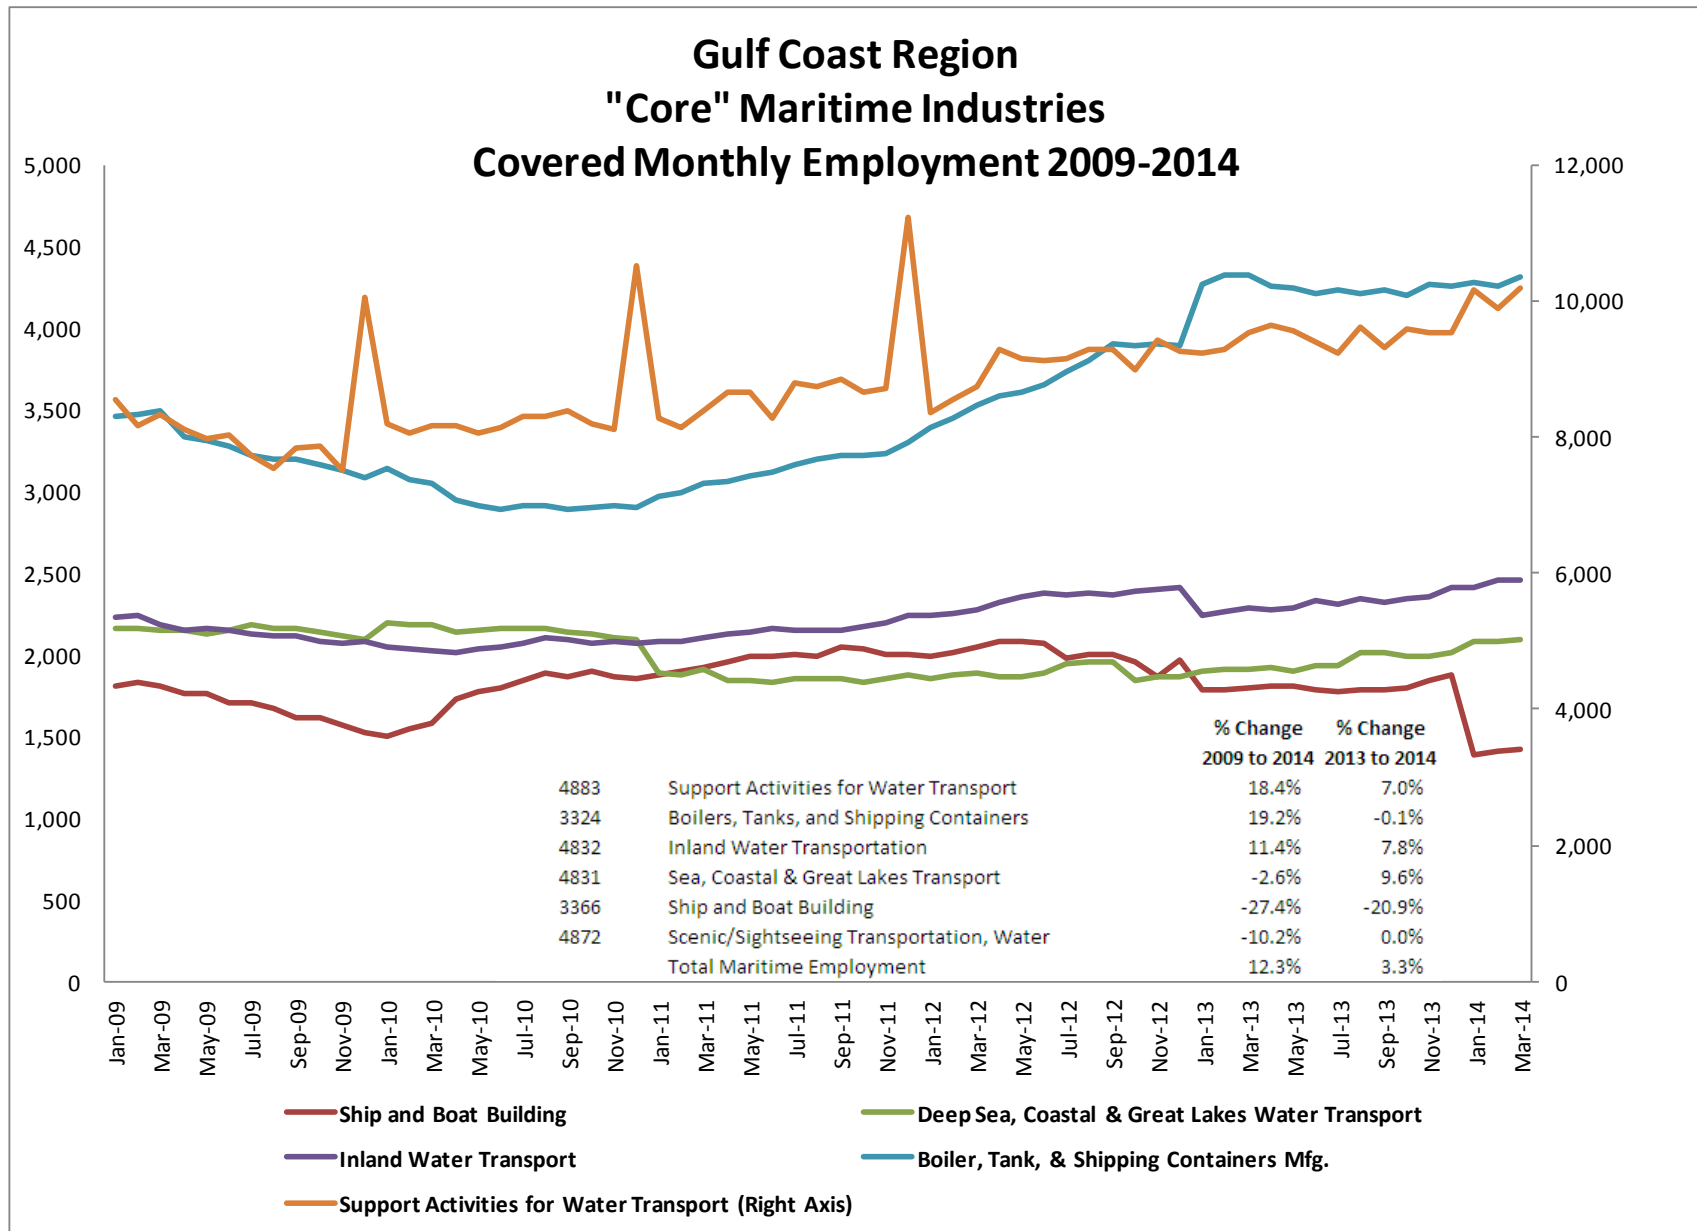 Gulf Coast Region
"Core" Maritime Industries
Covered Monthly Employment 2009-2014
5,000
4,500
4,000
3,500
3,000
2,500
2,000
1,500
1,000
500
0
12,000
10,000
8,000
6,000
4,000
2,000
0
% Change % Change
2009 to 2014 2013 to 2014
4883 Support Activities for Water Transport 18.4% 7.0%
3324 Boilers, Tanks, and Shipping Containers 19.2% -0.1%
4832 Inland Water Transportation 11.4% 7.8%
4831 Sea, Coastal & Great Lakes Transport -2.6% 9.6%
3366 Ship and Boat Building -27.4% -20.9%
4872 Scenic/Sightseeing Transportation, Water -10.2% 0.0%
Total Maritime Employment 12.3% 3.3%
Jan-09
Mar-09
May-09
Jul-09
Sep-09
Nov-09
Jan-10
Mar-10
May-10
Jul-10
Sep-10
Nov-10
Jan-11
Mar-11
May-11
Jul-11
Sep-11
Nov-11
Jan-12
Mar-12
May-12
Jul-12
Sep-12
Nov-12
Jan-13
Mar-13
May-13
Jul-13
Sep-13
Nov-13
Jan-14
Mar-14
Ship and Boat Building
Deep Sea, Coastal & Great Lakes Water Transport
Inland Water Transport
Boiler, Tank, & Shipping Containers Mfg.
Support Activities for Water Transport (Right Axis)